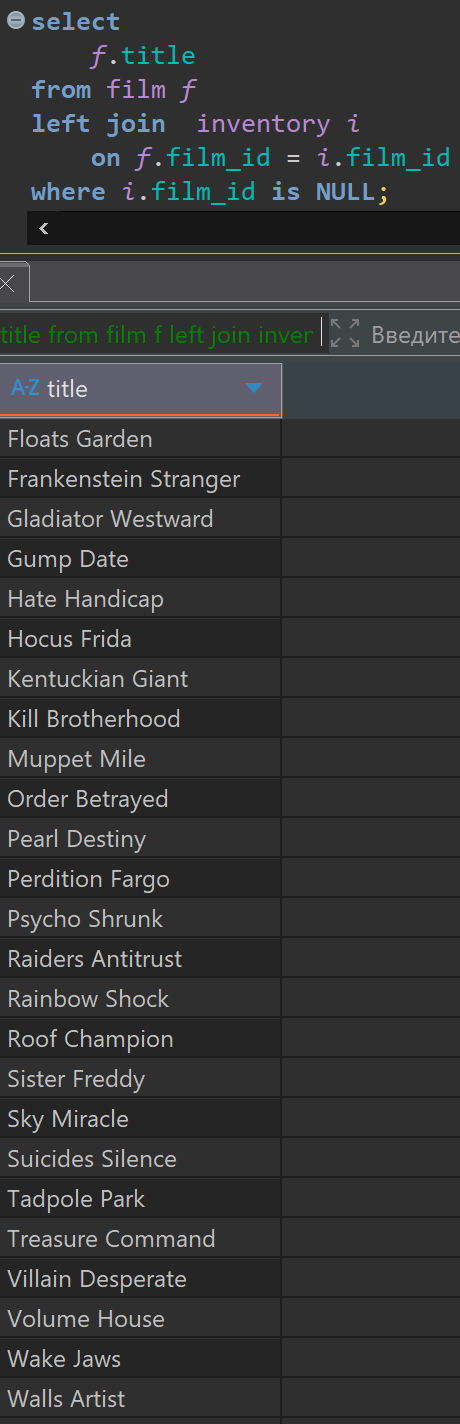 select
f.title
from film f
left join inventory i
on f.film_id = i.film_id
where i.film_id is NULL;
title from film f left join inver
Введите
A-Z title
Floats Garden
Frankenstein Stranger
Gladiator Westward
Gump Date
Hate Handicap
Hocus Frida
Kentuckian Giant
Kill Brotherhood
Muppet Mile
Order Betrayed
Pearl Destiny
Perdition Fargo
Psycho Shrunk
Raiders Antitrust
Rainbow Shock
Roof Champion
Sister Freddy
Sky Miracle
Suicides Silence
Tadpole Park
Treasure Command
Villain Desperate
Volume House
Wake Jaws
Walls Artist